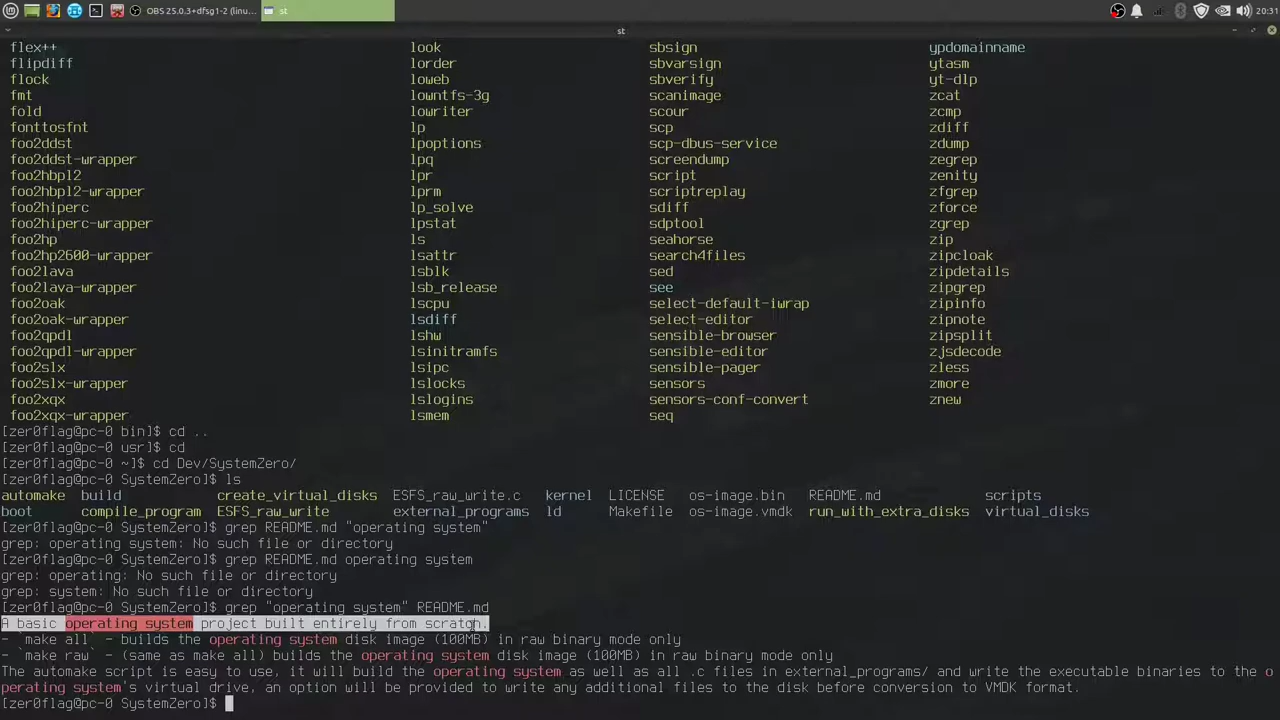 OBS 25.0.3+dfsg1-2 (linu... st 20:31
st
flex++ look sbsign ypdomainname
flipdiff lorder sbvarsign ytasm
flock loweb sbverify yt-dlp
fmt lowntfs-3g scanimage zcat
fold lowriter scour zcmp
fonttosfnt lp scp zdiff
foo2ddst lpoptions scp-dbus-service zdump
foo2ddst-wrapper lpq screendump zegrep
foo2hbpl2 lpr script zenity
foo2hbpl2-wrapper lprm scriptreplay zfgrep
foo2hiperc lp_solve sdiff zforce
foo2hiperc-wrapper lpstat sdptool zgrep
foo2hp ls seahorse zip
foo2hp2600-wrapper lsattr search4files zipcloak
foo2lava lsblk sed zipdetails
foo2lava-wrapper lsb_release see zipgrep
foo2oak lscpu select-default-iwrap zipinfo
foo2oak-wrapper lsdiff select-editor zipnote
foo2qpdl lshw sensible-browser zipsplit
foo2qpdl-wrapper lsinitramfs sensible-editor zjsdecode
foo2slx lsipc sensible-pager zless
foo2slx-wrapper lslocks sensors zmore
foo2xqx lslogins sensors-conf-convert znew
foo2xqx-wrapper lsmem seq
[zer0flag@pc-0 bin]$ cd ..
[zer0flag@pc-0 usr]$ cd
[zer0flag@pc-0 ~]$ cd Dev/SystemZero/
[zer0flag@pc-0 SystemZero]$ ls
automake build create_virtual_disks ESFS_raw_write.c kernel LICENSE os-image.bin README.md scripts
boot compile_program ESFS_raw_write external_programs ld Makefile os-image.vmdk run_with_extra_disks virtual_disks
[zer0flag@pc-0 SystemZero]$ grep README.md "operating system"
grep: operating system: No such file or directory
[zer0flag@pc-0 SystemZero]$ grep README.md operating system
grep: operating: No such file or directory
grep: system: No such file or directory
[zer0flag@pc-0 SystemZero]$ grep "operating system" README.md
A basic operating system project built entirely from scratch.
- `make all` - builds the operating system disk image (100MB) in raw binary mode only
- `make raw` - (same as make all) builds the operating system disk image (100MB) in raw binary mode only
The automake script is easy to use, it will build the operating system as well as all .c files in external_programs/ and write the executable binaries to the o
perating system's virtual drive, an option will be provided to write any additional files to the disk before conversion to VMDK format.
[zer0flag@pc-0 SystemZero]$